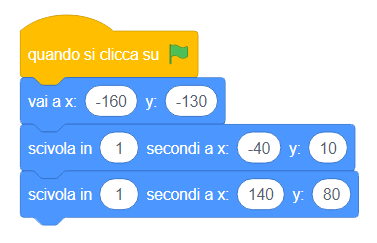 quando si clicca su
vai a x: -160 y: -130
scivola in 1 secondi a x: -40 y: 10
scivola in 1 secondi a x: 140 y: 80